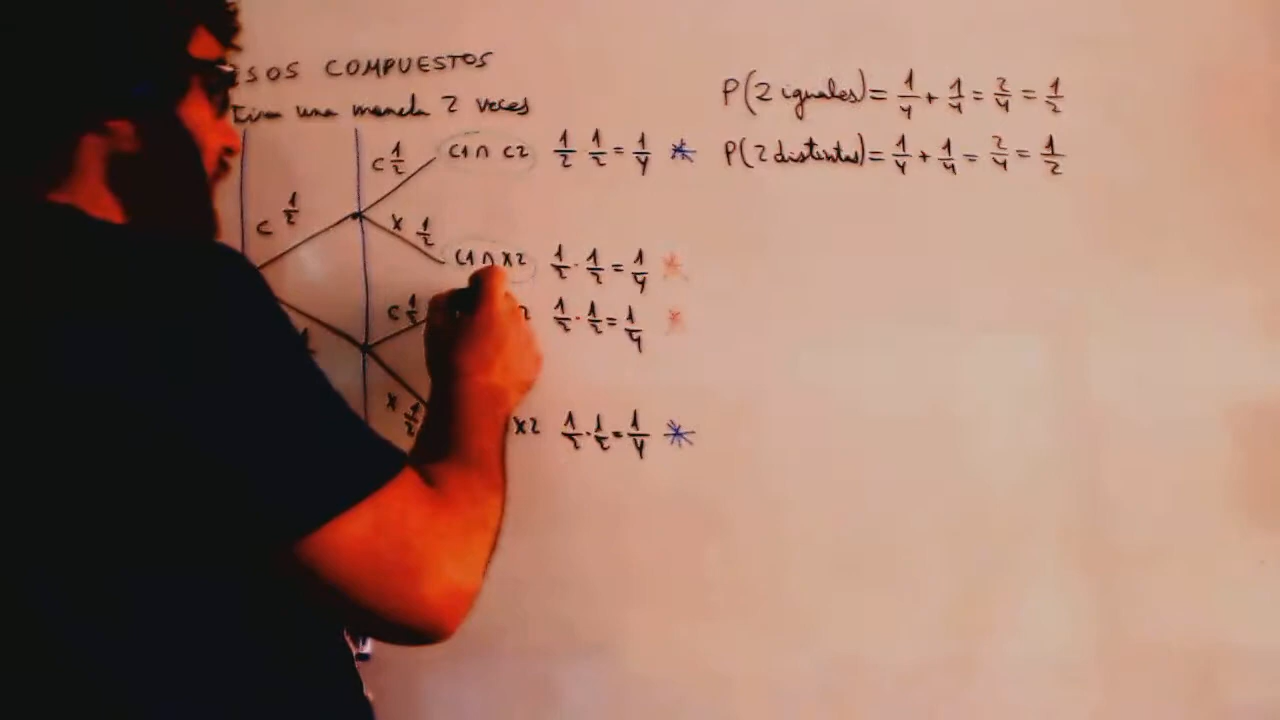 SOS COMPUESTOS
Tiran una moneda 2 veces
C 1/2
C 1/2
X 1/2
C 1/2
X 1/2
C1 ∩ C2 1/2 · 1/2 = 1/4 *
C1 ∩ X2 1/2 · 1/2 = 1/4 *
2 1/2 · 1/2 = 1/4 *
X2 1/2 · 1/2 = 1/4 *
P(2 iguales) = 1/4 + 1/4 = 2/4 = 1/2
P(2 distintas) = 1/4 + 1/4 = 2/4 = 1/2